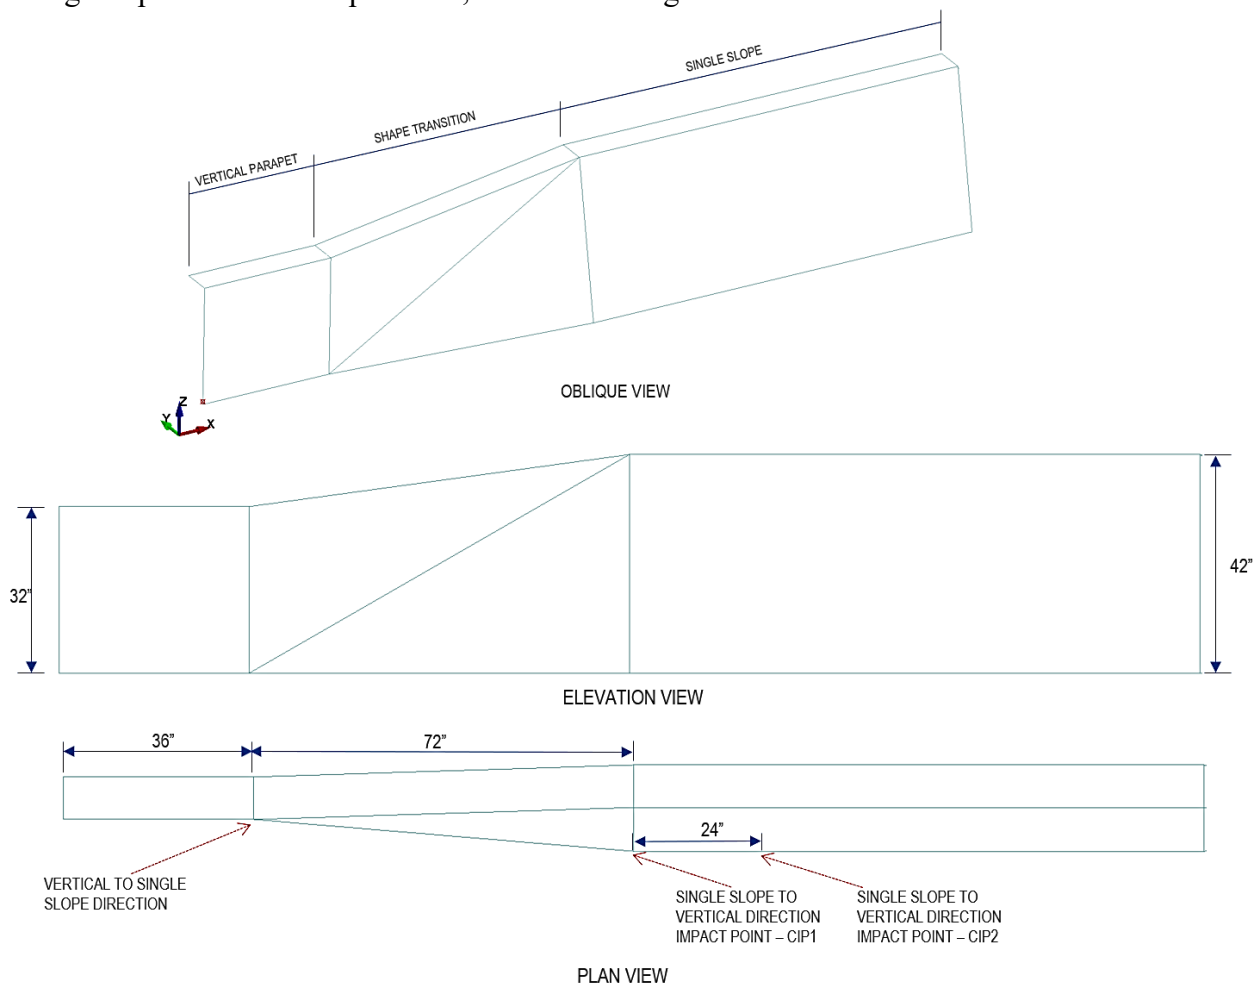 SINGLE SLOPE
SHAPE TRANSITION
VERTICAL PARAPET
OBLIQUE VIEW
Z
Y
X
32”
42”
ELEVATION VIEW
36”
72”
24”
VERTICAL TO SINGLE
SLOPE DIRECTION
SINGLE SLOPE TO
VERTICAL DIRECTION
IMPACT POINT – CIP1
SINGLE SLOPE TO
VERTICAL DIRECTION
IMPACT POINT – CIP2
PLAN VIEW